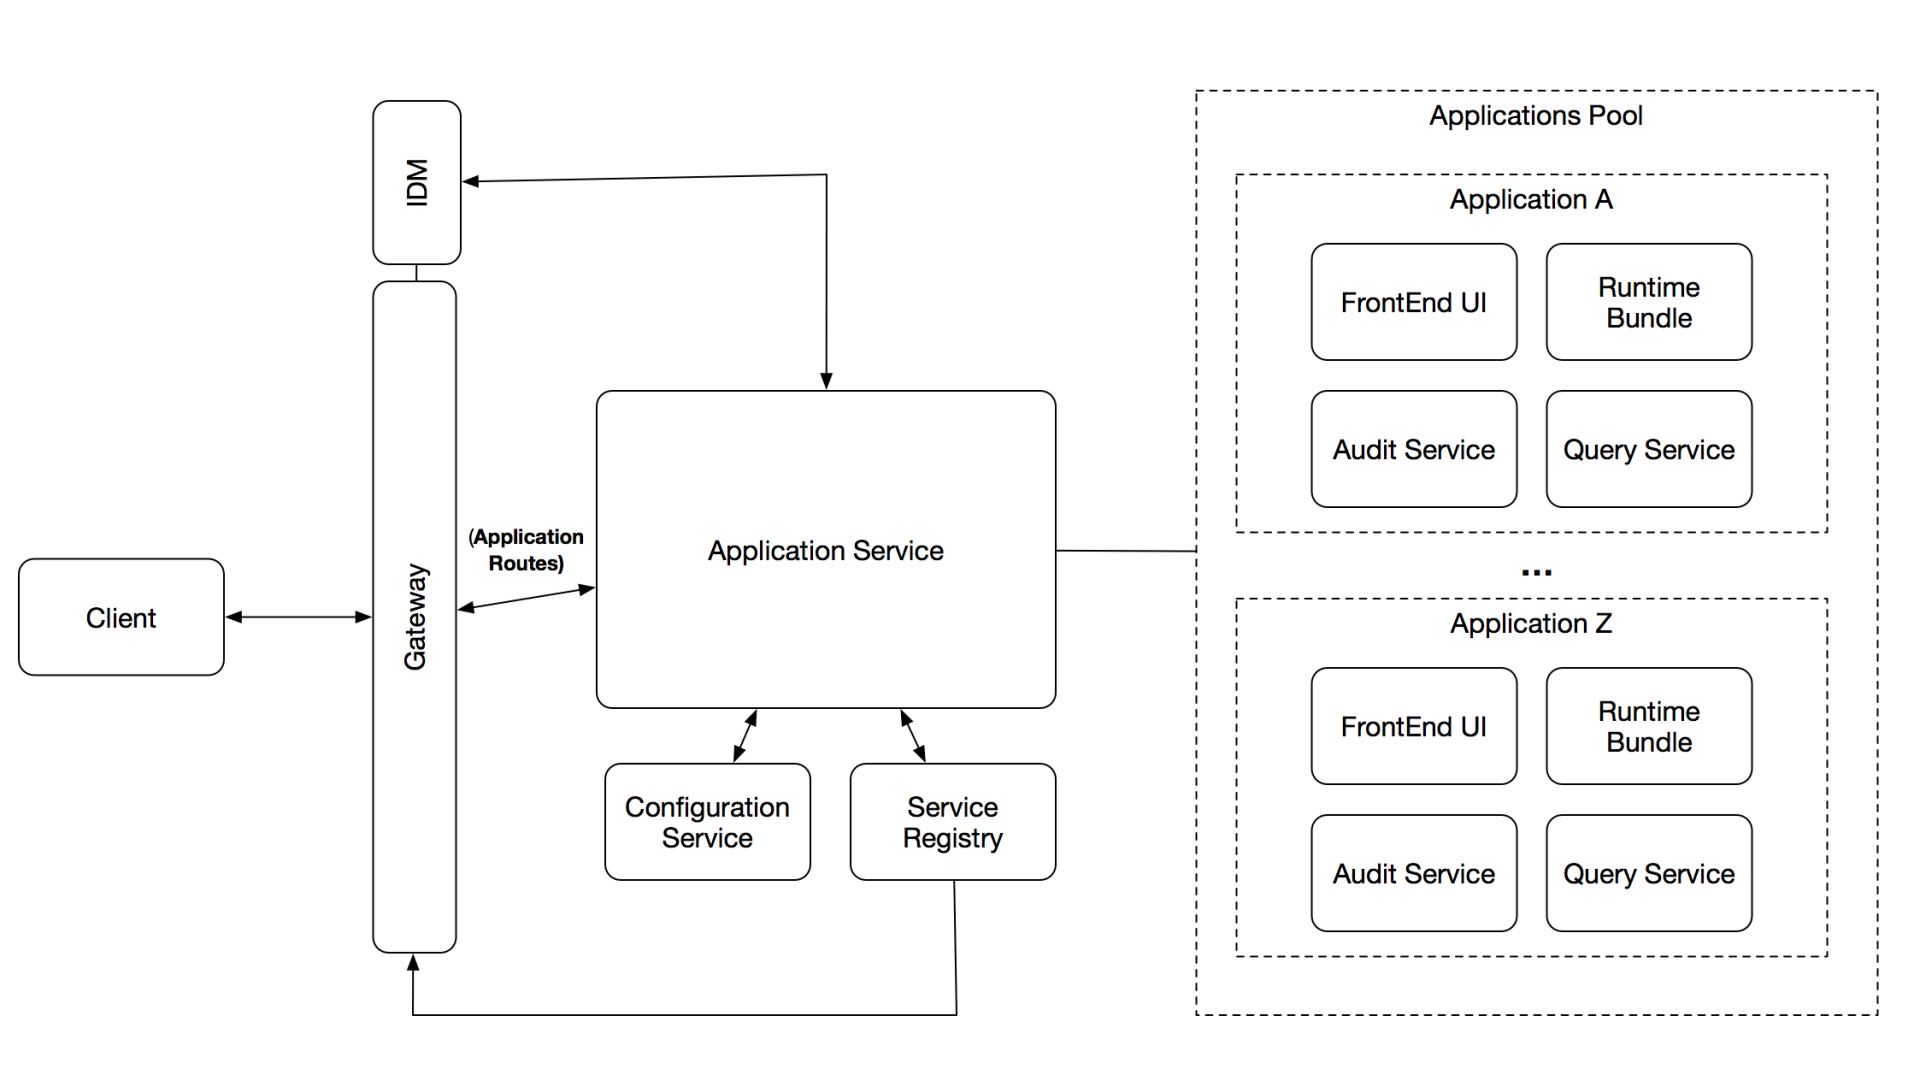 IDM
Gateway
Client
(Application
Routes)
Application Service
Configuration
Service
Service
Registry
Applications Pool
Application A
FrontEnd UI
Runtime
Bundle
Audit Service
Query Service
...
Application Z
FrontEnd UI
Runtime
Bundle
Audit Service
Query Service